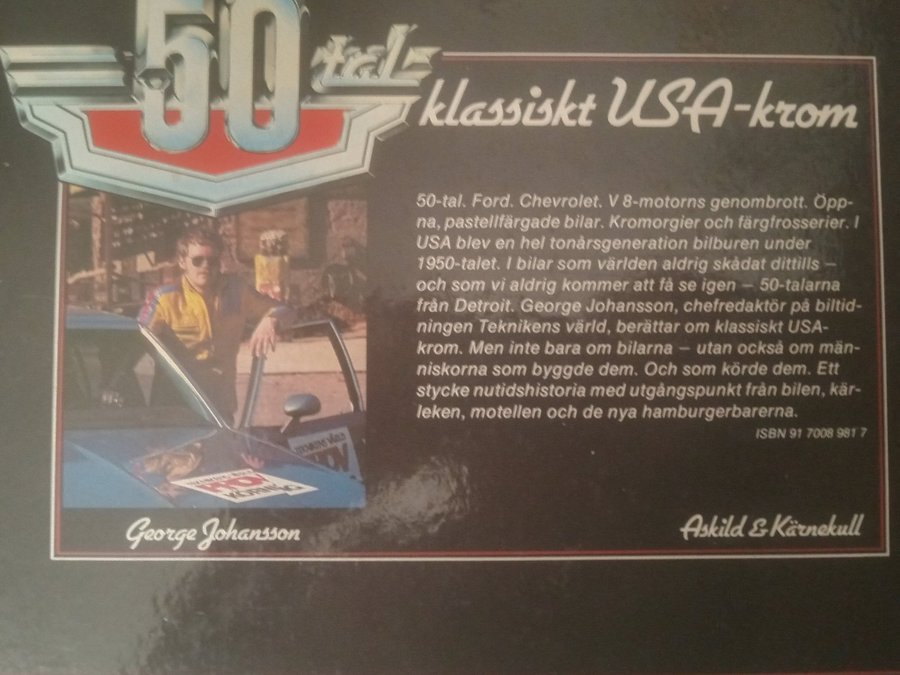 50 tal
klassiskt USA-krom
50-tal. Ford. Chevrolet. V 8-motorns genombrott. Öpp-
na, pastellfärgade bilar. Kromorgier och färgfrosserier. I
USA blev en hel tonårsgeneration bilburen under
1950-talet. I bilar som världen aldrig skådat dittills –
och som vi aldrig kommer att få se igen – 50-talarna
från Detroit. George Johansson, chefredaktör på biltid-
ningen Teknikens värld, berättar om klassiskt USA-
krom. Men inte bara om bilarna – utan också om män-
niskorna som byggde dem. Och som körde dem. Ett
stycke nutidshistoria med utgångspunkt från bilen, kär-
leken, motellen och de nya hamburgerbarerna.
ISBN 91 7008 981 7
George Johansson
Askild & Kärnekull